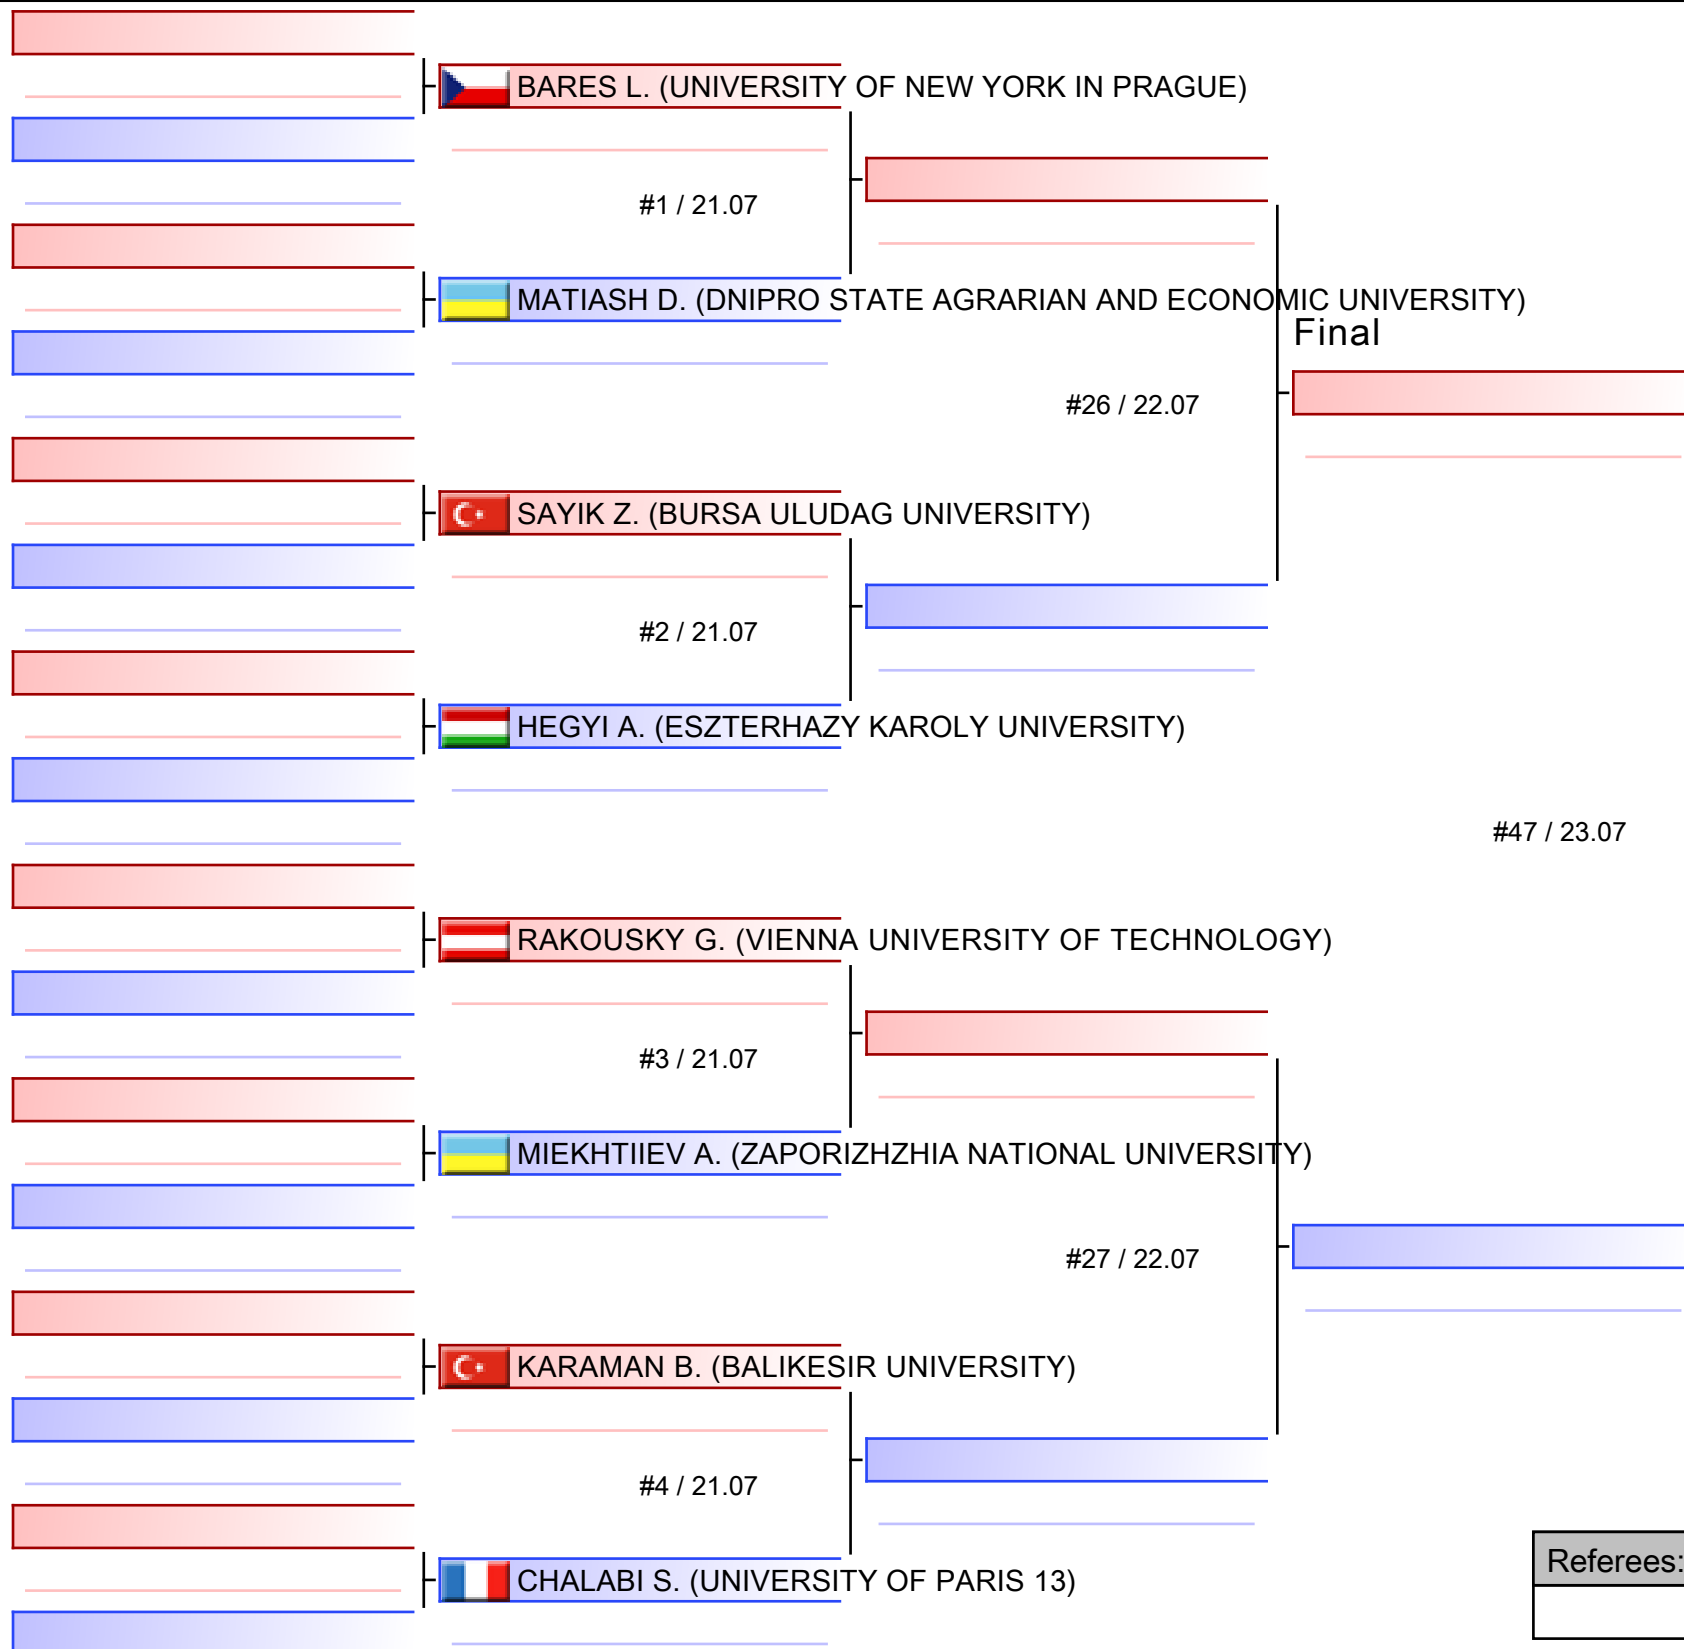 BARES L. (UNIVERSITY OF NEW YORK IN PRAGUE)
#1 / 21.07
MATIASH D. (DNIPRO STATE AGRARIAN AND ECONOMIC UNIVERSITY)
Final
#26 / 22.07
SAYIK Z. (BURSA ULUDAG UNIVERSITY)
#2 / 21.07
HEGYI A. (ESZTERHAZY KAROLY UNIVERSITY)
#47 / 23.07
RAKOUSKY G. (VIENNA UNIVERSITY OF TECHNOLOGY)
#3 / 21.07
MIEKHTIIEV A. (ZAPORIZHZHIA NATIONAL UNIVERSITY)
#27 / 22.07
KARAMAN B. (BALIKESIR UNIVERSITY)
#4 / 21.07
Referees:
CHALABI S. (UNIVERSITY OF PARIS 13)